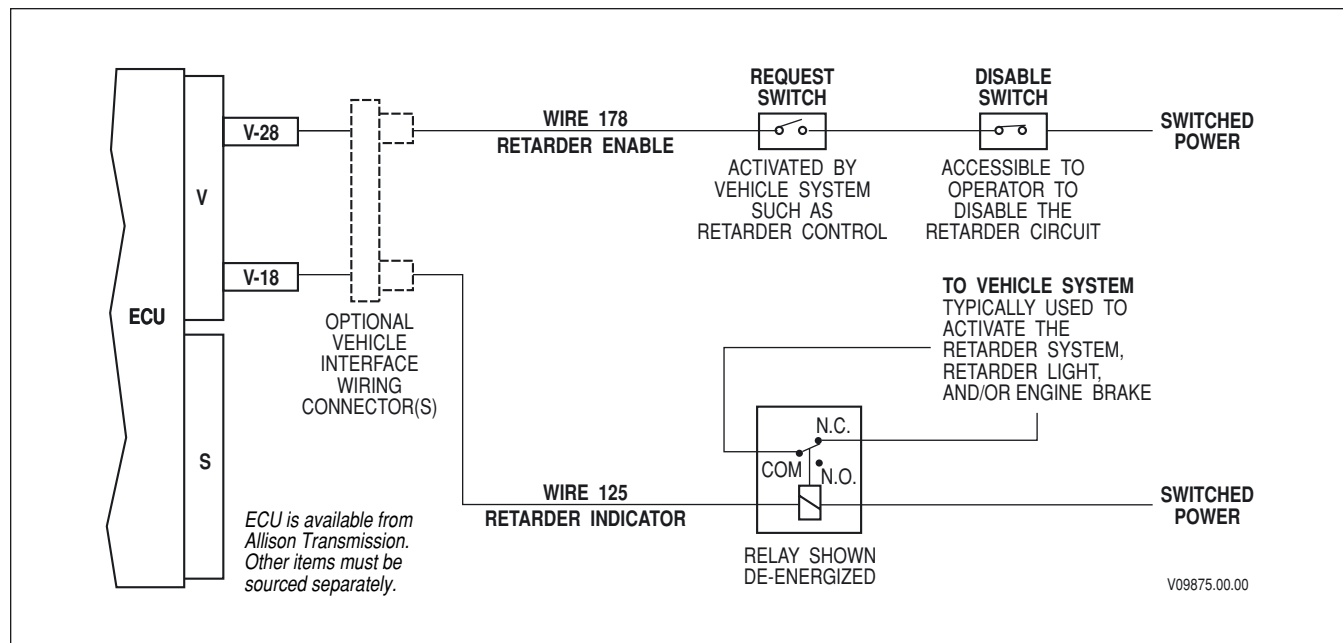 REQUEST
SWITCH
DISABLE
SWITCH
V-28
WIRE 178
RETARDER ENABLE
SWITCHED
POWER
ACTIVATED BY
VEHICLE SYSTEM
SUCH AS
RETARDER CONTROL
ACCESSIBLE TO
OPERATOR TO
DISABLE THE
RETARDER CIRCUIT
V
V-18
ECU
OPTIONAL
VEHICLE
INTERFACE
WIRING
CONNECTOR(S)
TO VEHICLE SYSTEM
TYPICALLY USED TO
ACTIVATE THE
RETARDER SYSTEM,
RETARDER LIGHT,
AND/OR ENGINE BRAKE
N.C.
COM
N.O.
S
WIRE 125
RETARDER INDICATOR
SWITCHED
POWER
ECU is available from
Allison Transmission.
Other items must be
sourced separately.
RELAY SHOWN
DE-ENERGIZED
V09875.00.00